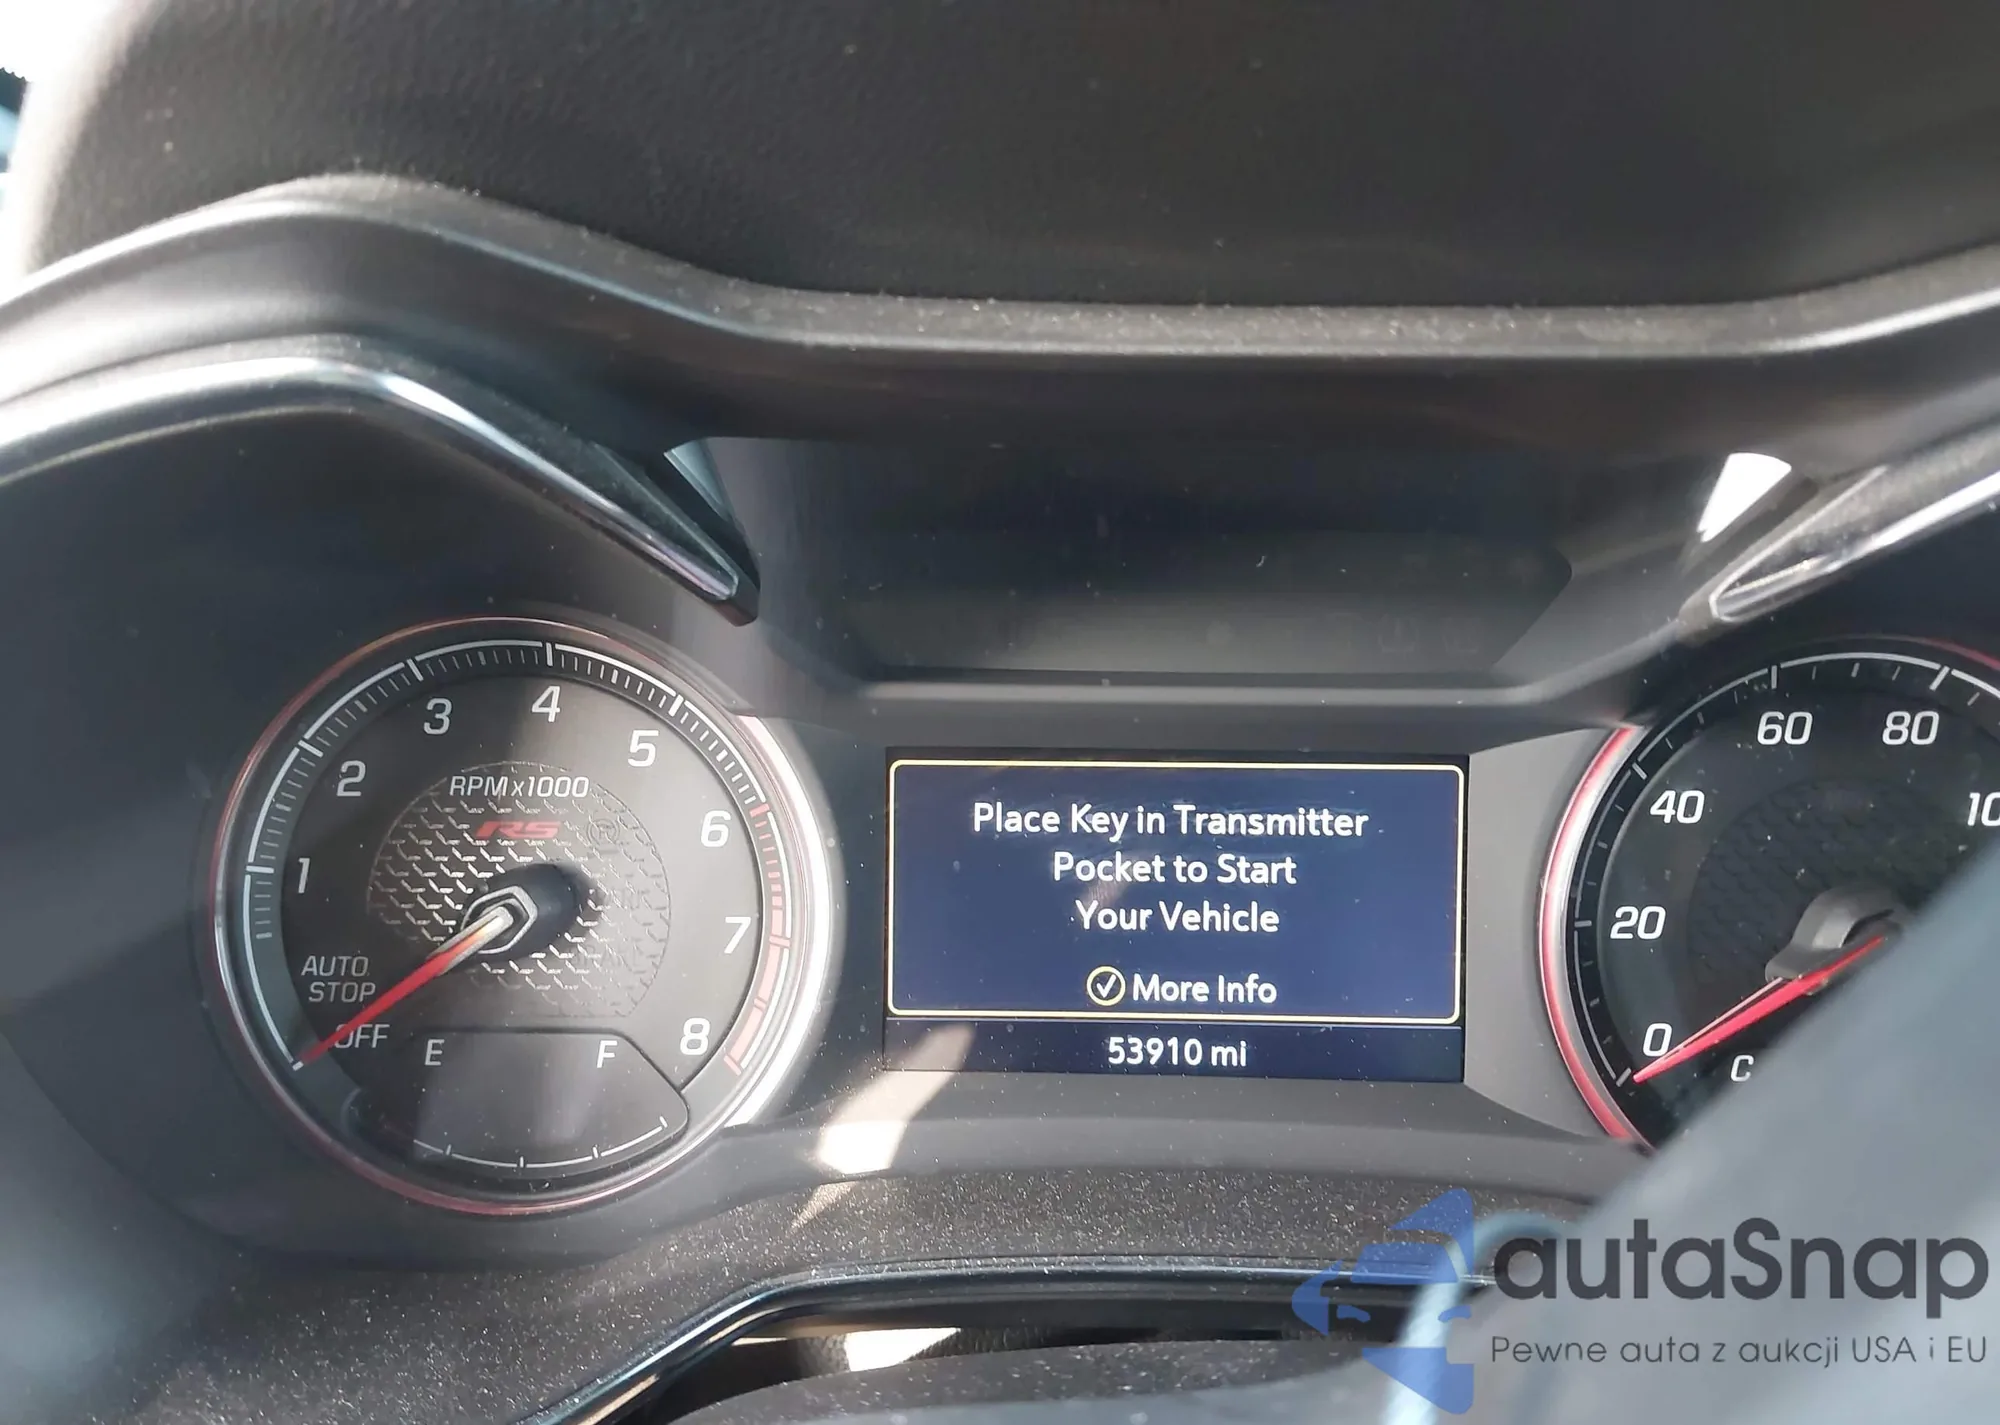 1
2
3
4
5
6
7
8
RPM x1000
RS
AUTO
STOP
OFF
E
F
Place Key in Transmitter
Pocket to Start
Your Vehicle
More Info
53910 mi
0
20
40
60
80
C
autaSnap
Pewne auta z aukcji USA i EU